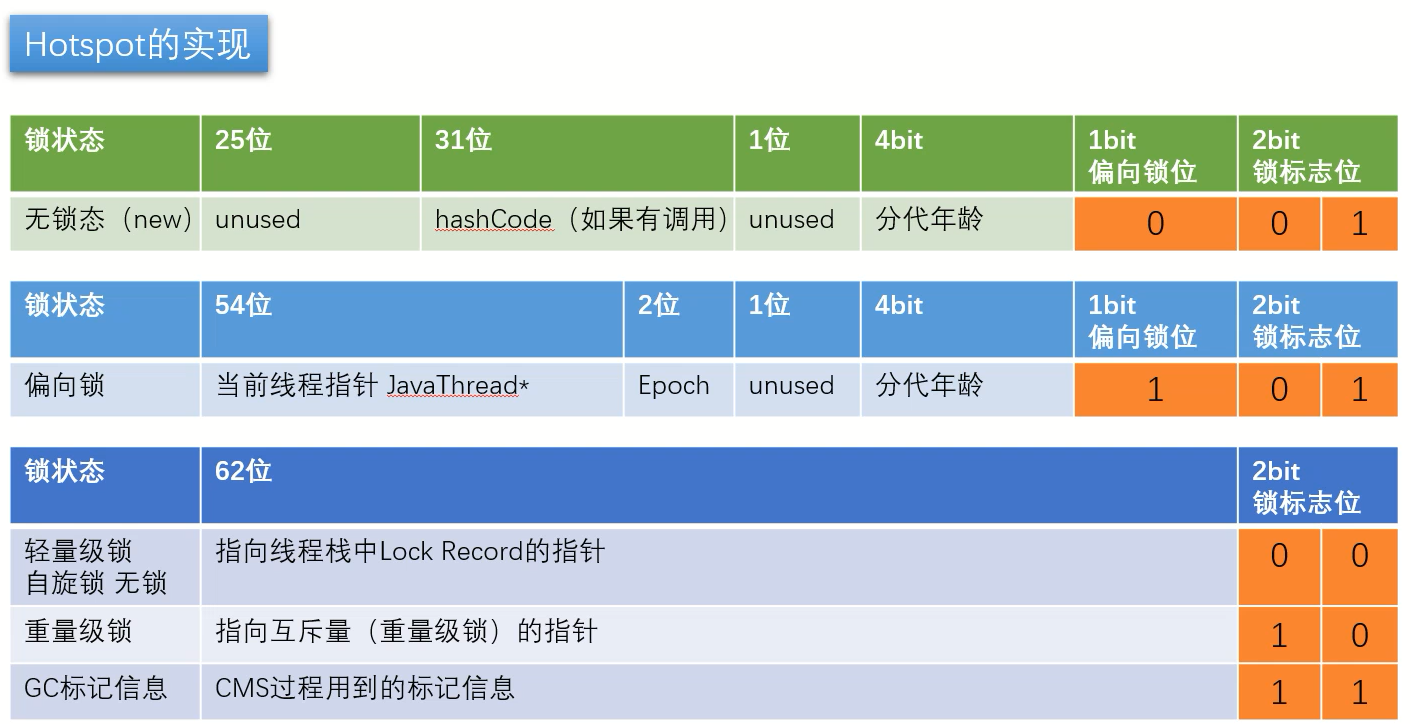 Hotspot的实现
锁状态 25位 31位 1位 4bit 1bit 2bit
偏向锁位 锁标志位
无锁态（new） unused hashCode（如果有调用） unused 分代年龄 0 0 1
锁状态 54位 2位 1位 4bit 1bit 2bit
偏向锁位 锁标志位
偏向锁 当前线程指针 JavaThread* Epoch unused 分代年龄 1 0 1
锁状态 62位 2bit
锁标志位
轻量级锁 指向线程栈中Lock Record的指针 0 0
自旋锁 无锁
重量级锁 指向互斥量（重量级锁）的指针 1 0
GC标记信息 CMS过程用到的标记信息 1 1